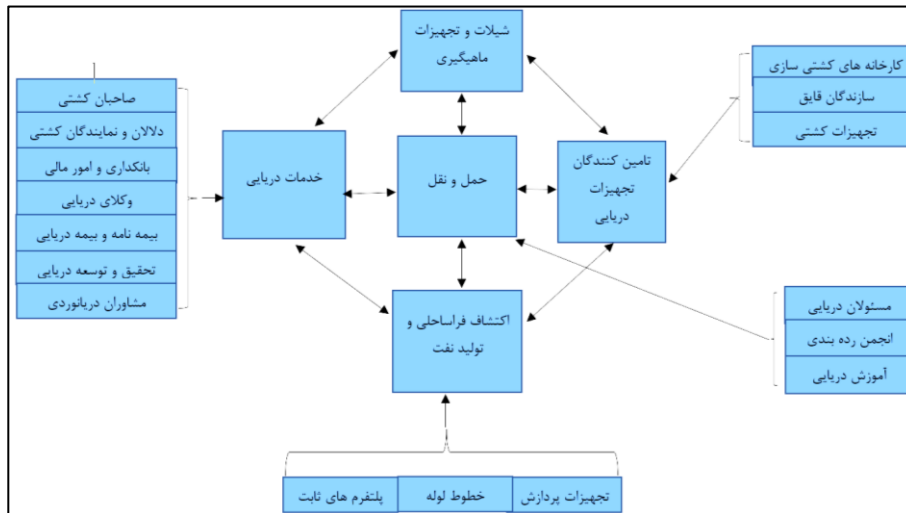 شیلات و تجهیزات
ماهیگیری
کارخانه های کشتی سازی
سازندگان قایق
تجهیزات کشتی
صاحبان کشتی
دلالان و نمایندگان کشتی
بانکداری و امور مالی
وکلای دریایی
بیمه نامه و بیمه دریایی
تحقیق و توسعه دریایی
مشاوران دریانوردی
تامین کنندگان
تجهیزات
دریایی
حمل و نقل
خدمات دریایی
مسئولان دریایی
انجمن رده بندی
آموزش دریایی
اکتشاف فراساحلی و
تولید نفت
تجهیزات پردازش
خطوط لوله
پلتفرم های ثابت